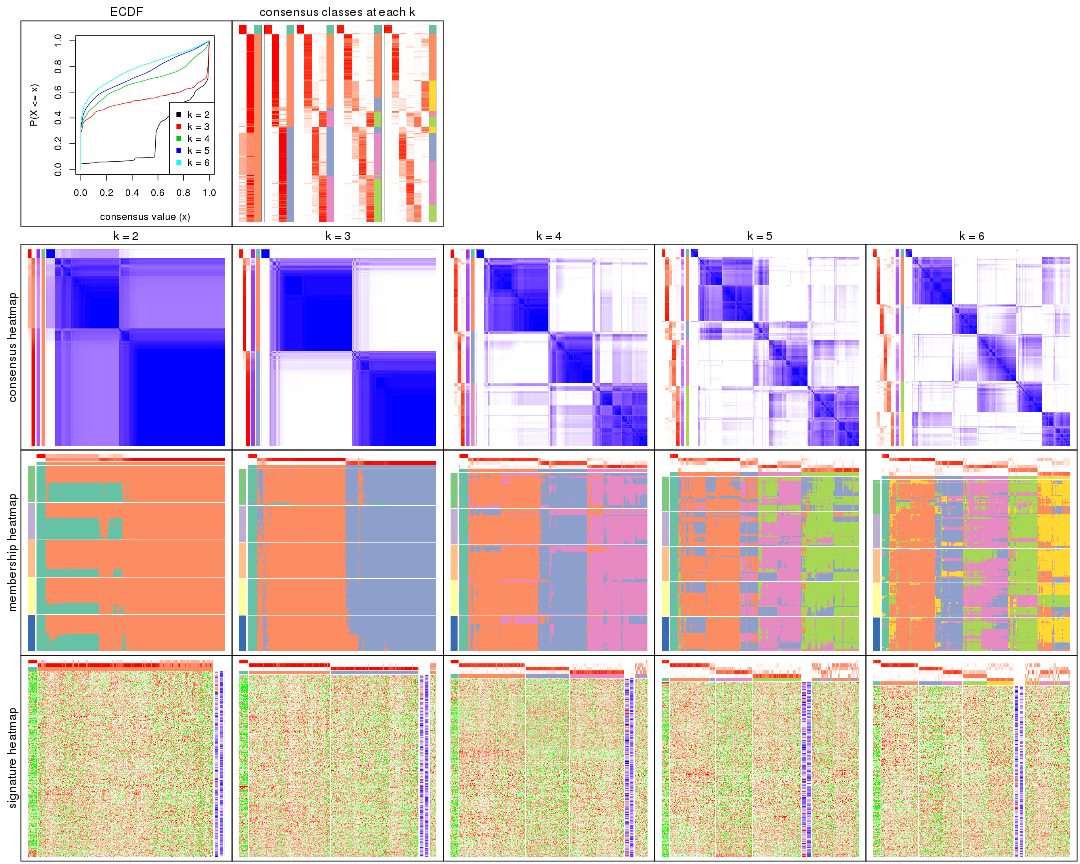 ECDF
consensus classes at each k
P(X <= x)
0.0 0.2 0.4 0.6 0.8 1.0
k = 2
k = 3
k = 4
k = 5
k = 6
0.0 0.2 0.4 0.6 0.8 1.0
consensus value (x)
k = 2
k = 3
k = 4
k = 5
k = 6
consensus heatmap
membership heatmap
signature heatmap